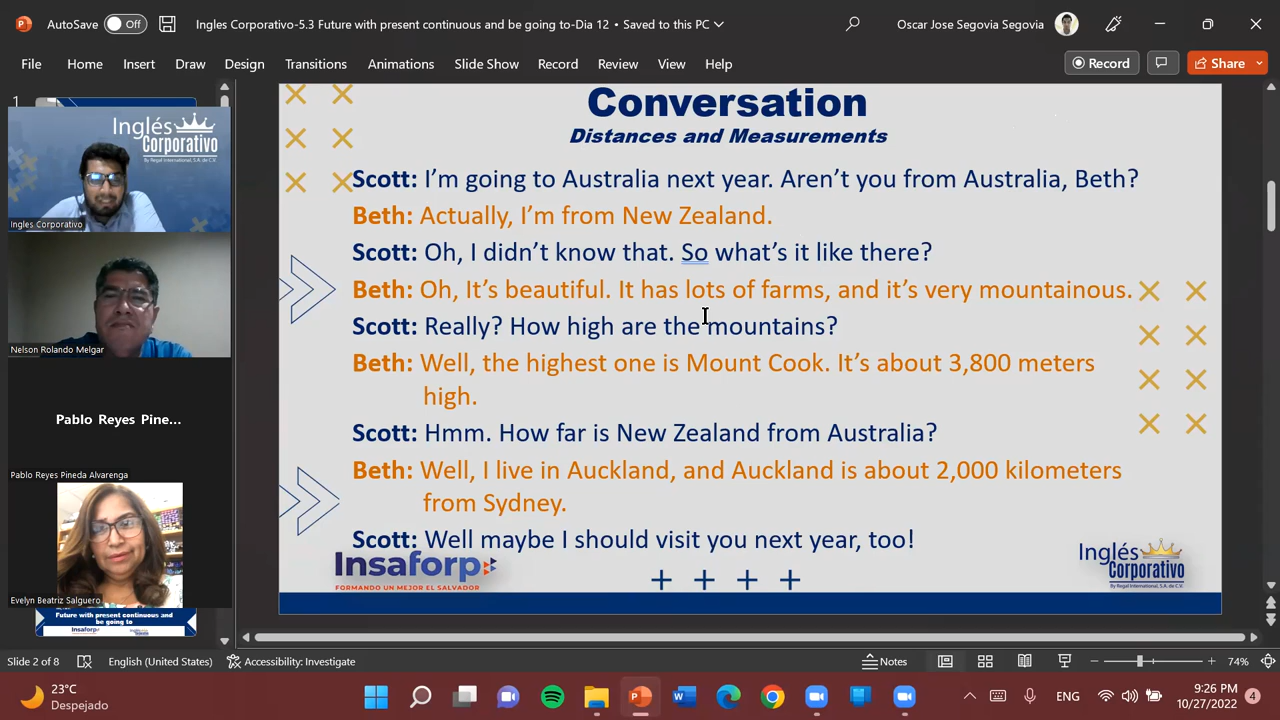 AutoSave Off Ingles Corporativo-5.3 Future with present continuous and be going to-Dia 12 • Saved to this PC Oscar Jose Segovia Segovia
File Home Insert Draw Design Transitions Animations Slide Show Record Review View Help Record Share
1
Inglés
Corporativo
By Regal International, S.A. de C.V.
Ingles Corporativo
Nelson Rolando Melgar
Pablo Reyes Pine...
Pablo Reyes Pineda Alvarenga
Evelyn Beatriz Salguero
Future with present continuous and
be going to
Conversation
Distances and Measurements
Scott: I'm going to Australia next year. Aren't you from Australia, Beth?
Beth: Actually, I'm from New Zealand.
Scott: Oh, I didn't know that. So what's it like there?
Beth: Oh, It's beautiful. It has lots of farms, and it's very mountainous.
Scott: Really? How high are the mountains?
Beth: Well, the highest one is Mount Cook. It's about 3,800 meters
high.
Scott: Hmm. How far is New Zealand from Australia?
Beth: Well, I live in Auckland, and Auckland is about 2,000 kilometers
from Sydney.
Scott: Well maybe I should visit you next year, too!
Insaforp
FORMANDO UN MEJOR EL SALVADOR
Inglés
Corporativo
Slide 2 of 8 English (United States) Accessibility: Investigate Notes 74%
23°C
Despejado
ENG
9:26 PM
10/27/2022
4